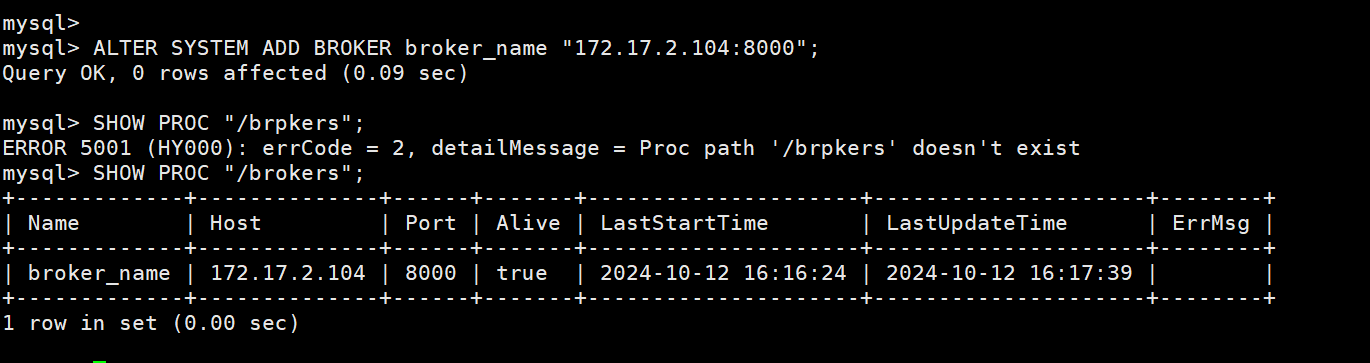 mysql>
mysql> ALTER SYSTEM ADD BROKER broker_name "172.17.2.104:8000";
Query OK, 0 rows affected (0.09 sec)
mysql> SHOW PROC "/brpkers";
ERROR 5001 (HY000): errCode = 2, detailMessage = Proc path '/brpkers' doesn't exist
mysql> SHOW PROC "/brokers";
+-------------+--------------+------+-------+---------------------+---------------------+--------+
| Name        | Host         | Port | Alive | LastStartTime       | LastUpdateTime      | ErrMsg |
+-------------+--------------+------+-------+---------------------+---------------------+--------+
| broker_name | 172.17.2.104 | 8000 | true  | 2024-10-12 16:16:24 | 2024-10-12 16:17:39 |        |
+-------------+--------------+------+-------+---------------------+---------------------+--------+
1 row in set (0.00 sec)